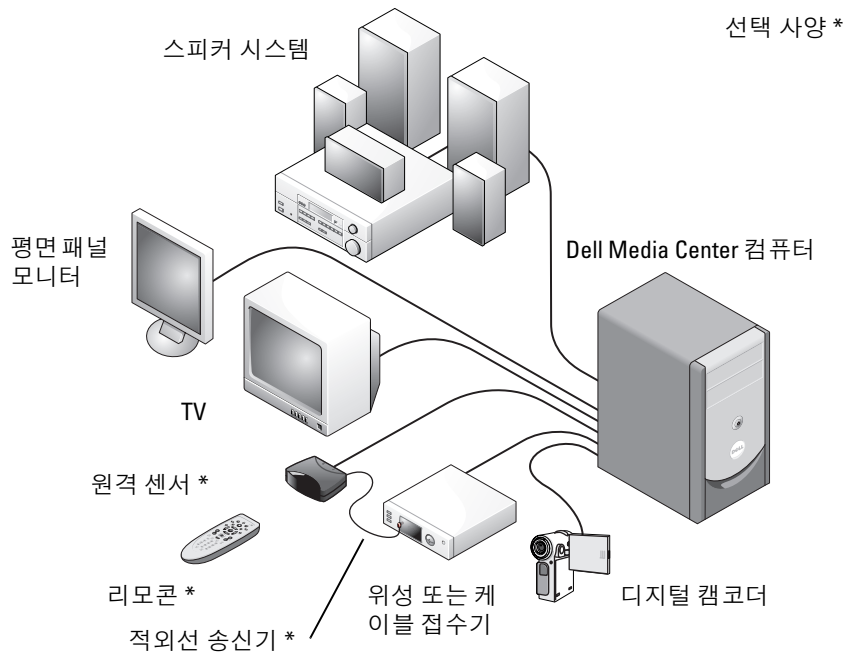 선택 사양 *
스피커 시스템
평면 패널
모니터
Dell Media Center 컴퓨터
TV
원격 센서 *
리모콘 *
위성 또는 케
이블 접수기
디지털 캠코더
적외선 송신기 *